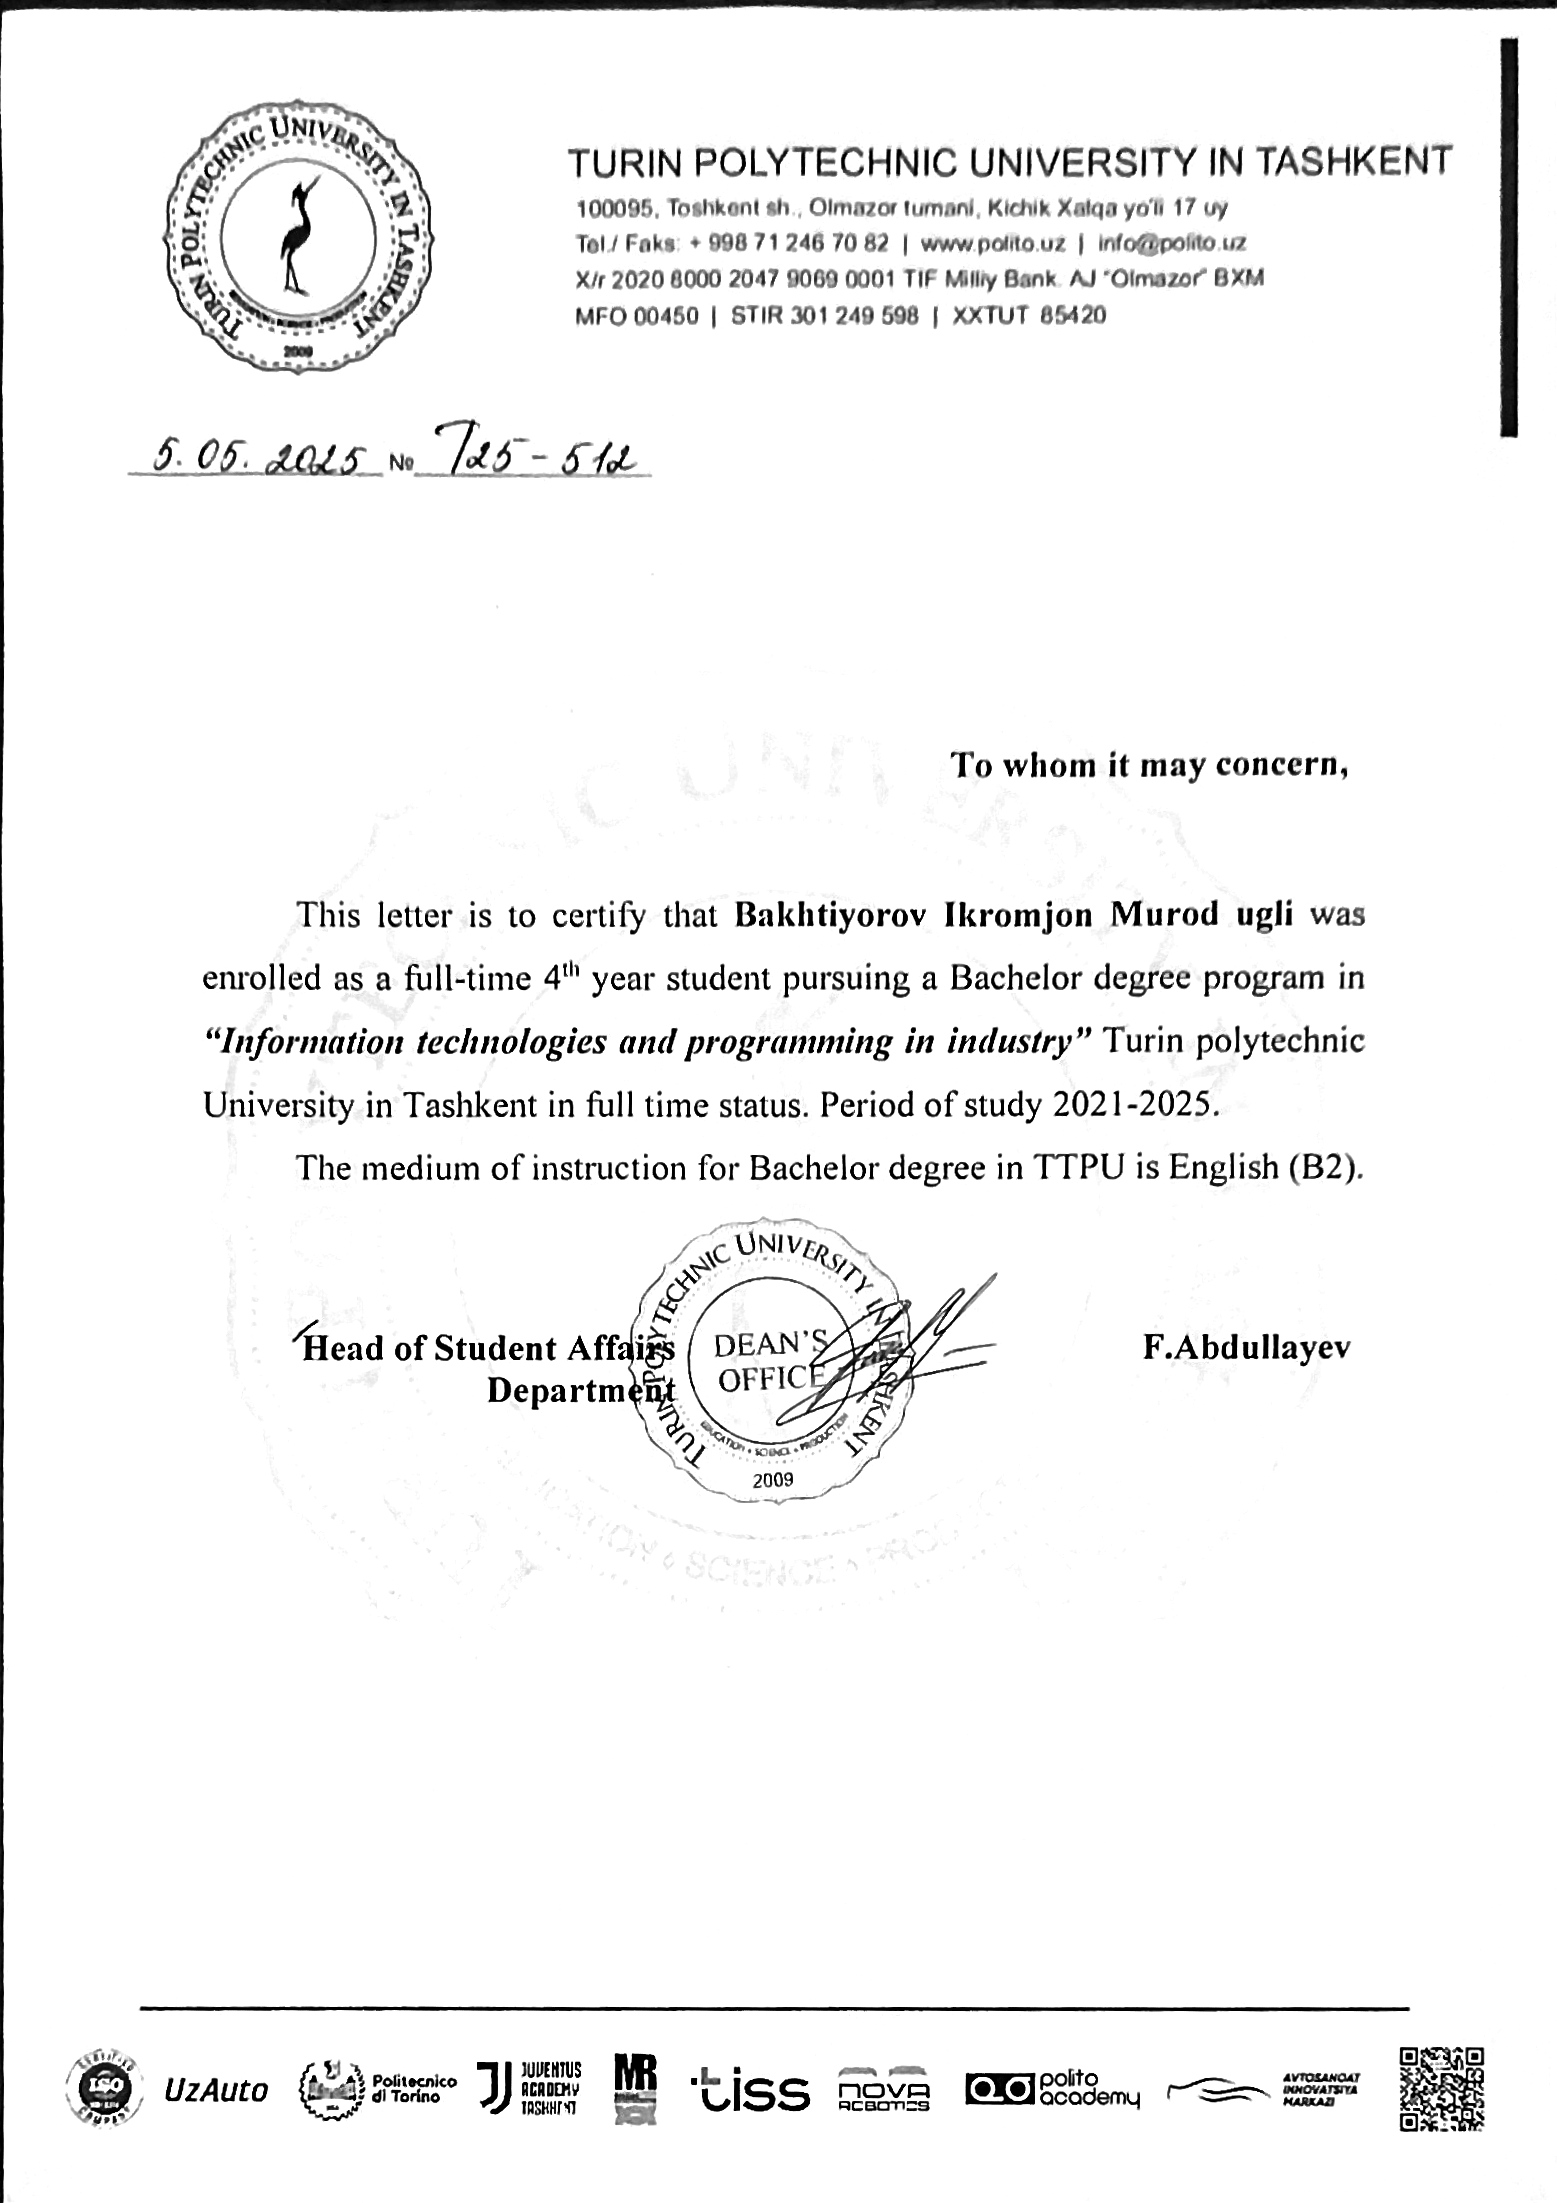 TURIN POLYTECHNIC UNIVERSITY IN TASHKENT
2009
TURIN POLYTECHNIC UNIVERSITY IN TASHKENT
100095, Toshkent sh., Olmazor tumani, Kichik Xalqa yo'li 17 uy
Tel./ Faks: + 998 71 246 70 82 | www.polito.uz | info@polito.uz
X/r 2020 8000 2047 9069 0001 TIF Milliy Bank AJ "Olmazor" BXM
MFO 00450 | STIR 301 249 598 | XXTUT 85420
5. 05. 2025 № T25-512
To whom it may concern,
This letter is to certify that Bakhtiyorov Ikromjon Murod ugli was
enrolled as a full-time 4th year student pursuing a Bachelor degree program in
“Information technologies and programming in industry” Turin polytechnic
University in Tashkent in full time status. Period of study 2021-2025.
The medium of instruction for Bachelor degree in TTPU is English (B2).
Head of Student Affairs
Department
TURIN POLYTECHNIC UNIVERSITY IN TASHKENT
DEAN'S
OFFICE
EDUCATION • SCIENCE • PRODUCTION
2009
F.Abdullayev
ISO
UzAuto
Politecnico
di Torino
JUVENTUS
ACADEMY
TASHKENT
MR
tiss
NOVA
ROBOTICS
polito
academy
AVTOSANOAT
INNOVATSIYA
MARKAZI